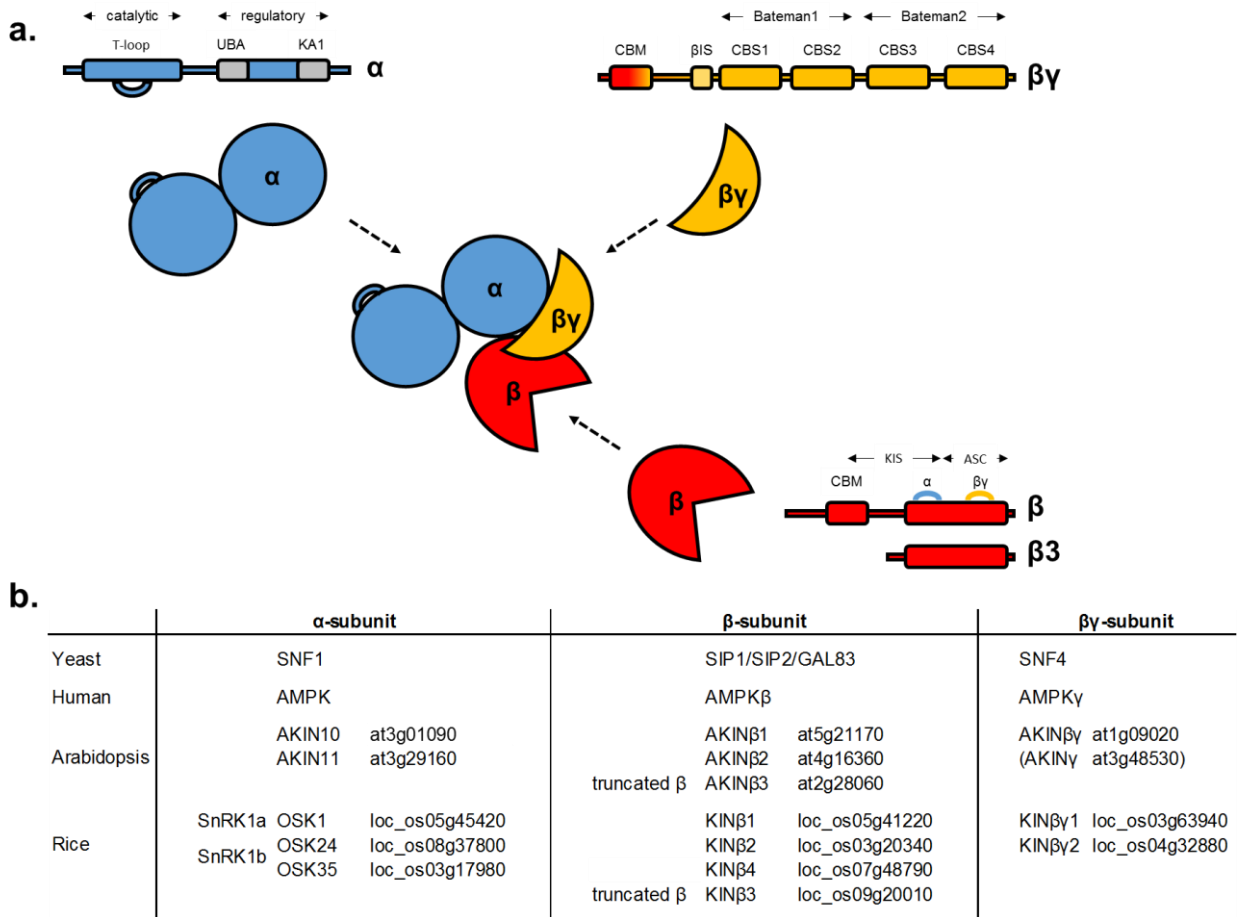 a.
catalytic regulatory
T-loop UBA KA1
α
Bateman1 Bateman2
CBM βIS CBS1 CBS2 CBS3 CBS4
βγ
α
βγ
α
βγ
β
β
KIS ASC
CBM α βγ
β
β3
b.
α-subunit β-subunit βγ-subunit
Yeast SNF1 SIP1/SIP2/GAL83 SNF4
Human AMPK AMPKβ AMPKγ
AKIN10 at3g01090 AKINβ1 at5g21170 AKINβγ at1g09020
Arabidopsis AKIN11 at3g29160 AKINβ2 at4g16360 (AKINγ at3g48530)
truncated β AKINβ3 at2g28060
SnRK1a OSK1 loc_os05g45420 KINβ1 loc_os05g41220 KINβγ1 loc_os03g63940
Rice SnRK1b OSK24 loc_os08g37800 KINβ2 loc_os03g20340 KINβγ2 loc_os04g32880
OSK35 loc_os03g17980 KINβ4 loc_os07g48790
truncated β KINβ3 loc_os09g20010